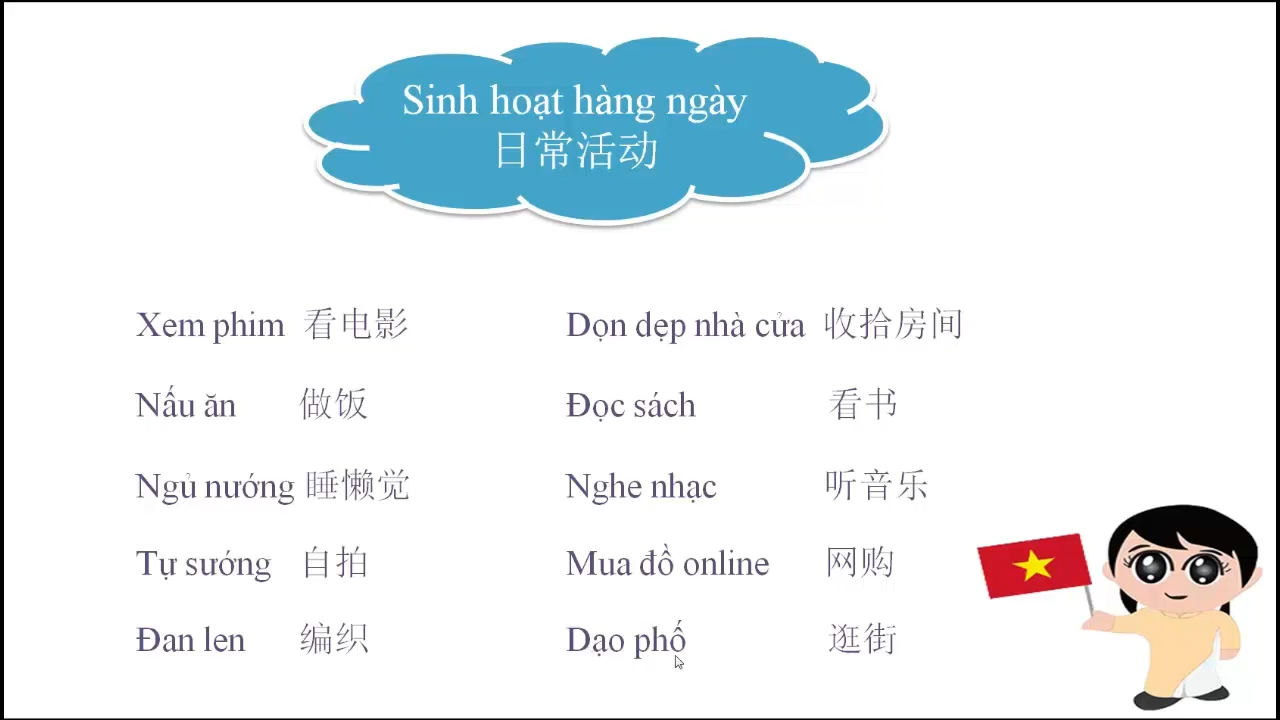 Sinh hoạt hàng ngày
日常活动
Xem phim 看电影
Dọn dẹp nhà cửa 收拾房间
Nấu ăn 做饭
Đọc sách 看书
Ngủ nướng 睡懒觉
Nghe nhạc 听音乐
Tự sướng 自拍
Mua đồ online 网购
Đan len 编织
Dạo phố 逛街